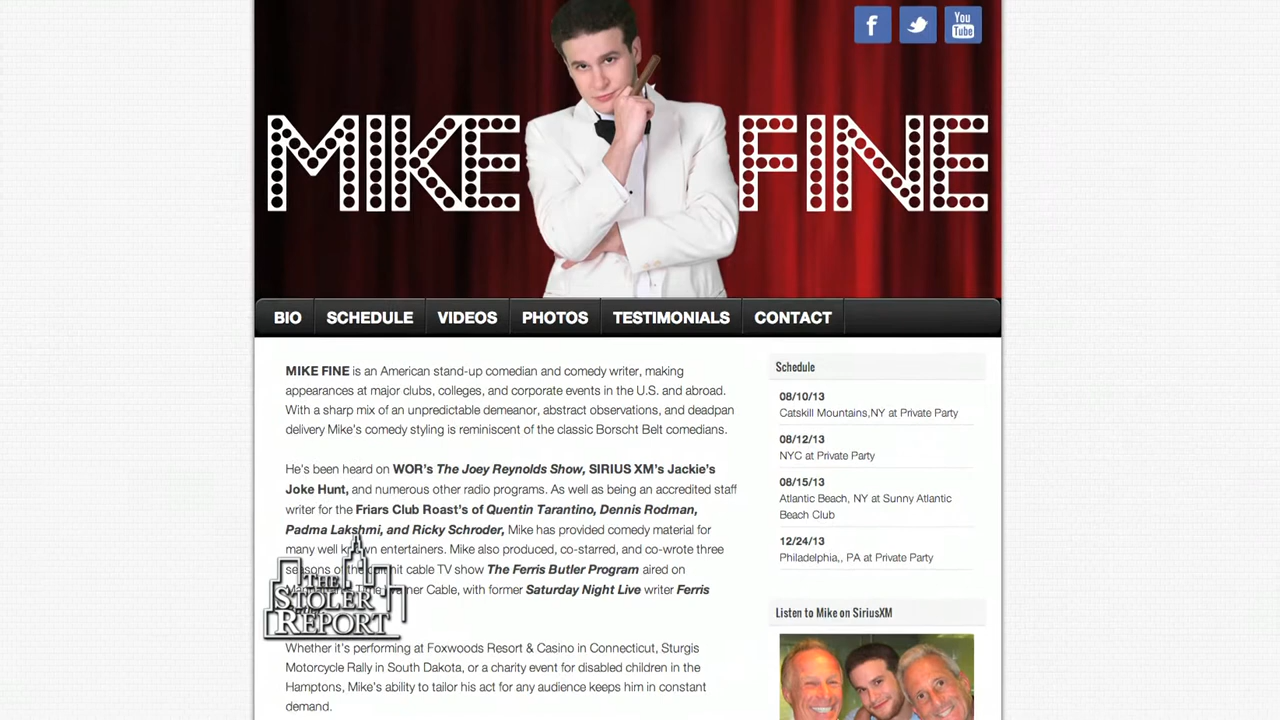 MIKE FINE
You
Tube
BIO SCHEDULE VIDEOS PHOTOS TESTIMONIALS CONTACT
MIKE FINE is an American stand-up comedian and comedy writer, making
appearances at major clubs, colleges, and corporate events in the U.S. and abroad.
With a sharp mix of an unpredictable demeanor, abstract observations, and deadpan
delivery Mike's comedy styling is reminiscent of the classic Borscht Belt comedians.
He's been heard on WOR's The Joey Reynolds Show, SIRIUS XM's Jackie's
Joke Hunt, and numerous other radio programs. As well as being an accredited staff
writer for the Friars Club Roast's of Quentin Tarantino, Dennis Rodman,
Padma Lakshmi, and Ricky Schroder, Mike has provided comedy material for
many well known entertainers. Mike also produced, co-starred, and co-wrote three
seasons of the hit cable TV show The Ferris Butler Program aired on
Cable, with former Saturday Night Live writer Ferris
THE
STOLER
REPORT
Whether it's performing at Foxwoods Resort & Casino in Connecticut, Sturgis
Motorcycle Rally in South Dakota, or a charity event for disabled children in the
Hamptons, Mike's ability to tailor his act for any audience keeps him in constant
demand.
Schedule
08/10/13
Catskill Mountains,NY at Private Party
08/12/13
NYC at Private Party
08/15/13
Atlantic Beach, NY at Sunny Atlantic
Beach Club
12/24/13
Philadelphia,, PA at Private Party
Listen to Mike on SiriusXM